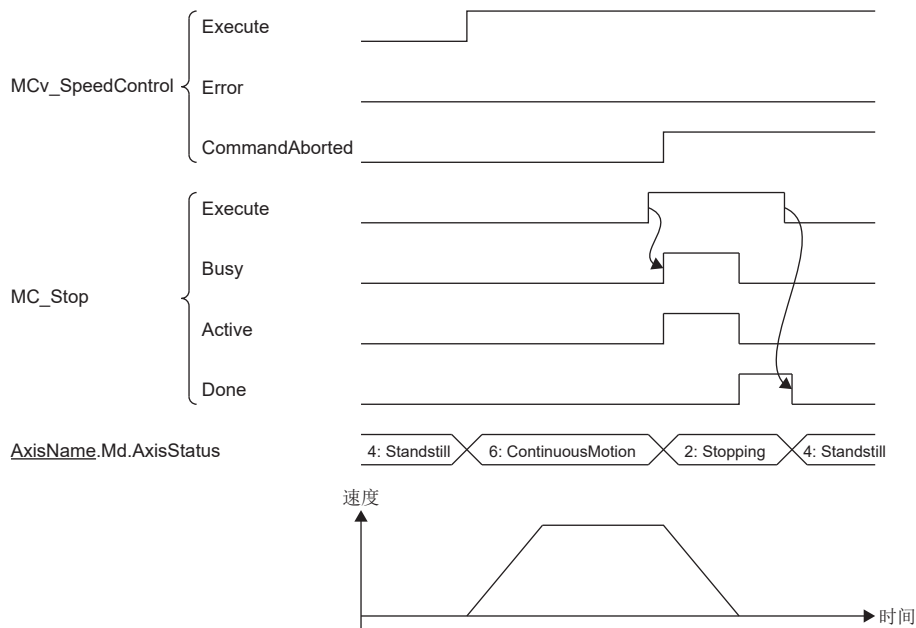 Execute
MCv_SpeedControl
Error
CommandAborted
Execute
Busy
MC_Stop
Active
Done
AxisName.Md.AxisStatus
4: Standstill
6: ContinuousMotion
2: Stopping
4: Standstill
速度
时间